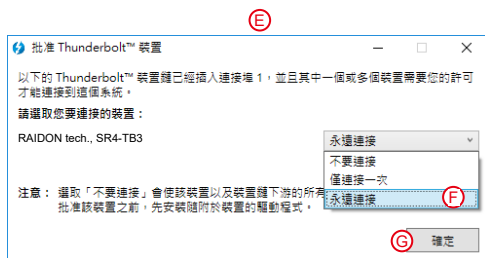 E
批准 Thunderbolt™ 裝置
以下的 Thunderbolt™ 裝置鏈已經插入連接埠 1，並且其中一個或多個裝置需要您的許可
才能連接到這個系統。
請選取您要連接的裝置：
RAIDON tech., SR4-TB3
永遠連接
不要連接
僅連接一次
永遠連接 F
注意： 選取「不要連接」會使該裝置以及裝置鏈下游的所有
批准該裝置之前，先安裝隨附於裝置的驅動程式。
G 確定